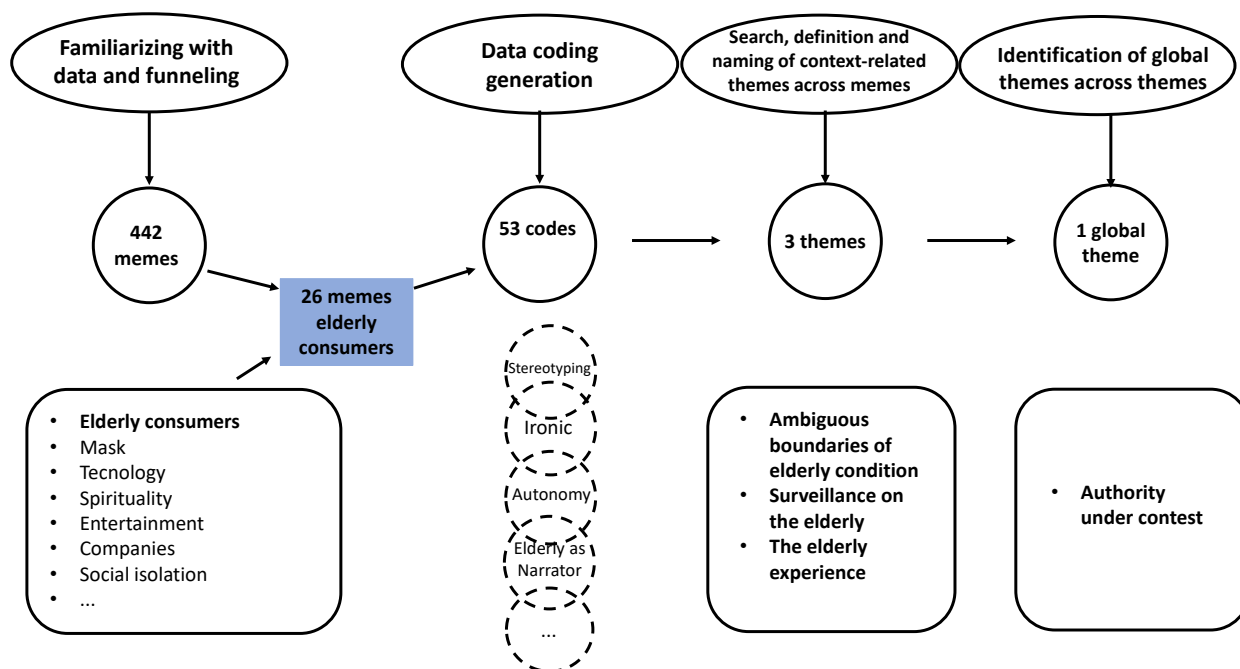 Familiarizing with
data and funneling
Data coding
generation
Search, definition and
naming of context-related
themes across memes
Identification of global
themes across themes
442
memes
53 codes
3 themes
1 global
theme
26 memes
elderly
consumers
• Elderly consumers
• Mask
• Tecnology
• Spirituality
• Entertainment
• Companies
• Social isolation
• ...
Stereotyping
Ironic
Autonomy
Elderly as
Narrator
...
• Ambiguous
boundaries of
elderly condition
• Surveillance on
the elderly
• The elderly
experience
• Authority
under contest